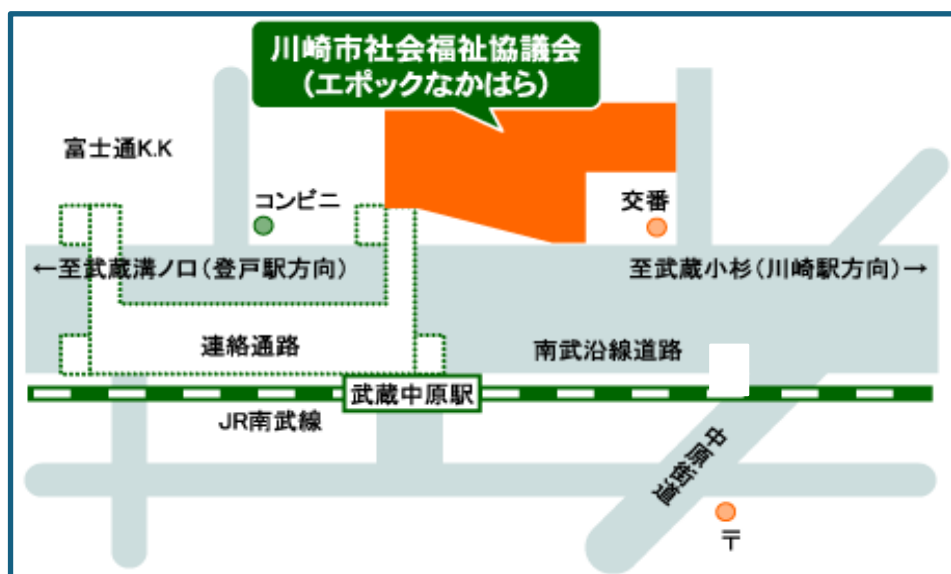 川崎市社会福祉協議会
(エポックなかはら)
富士通K.K
コンビニ
交番
←至武蔵溝ノ口(登戸駅方向)
至武蔵小杉(川崎駅方向)→
連絡通路
南武沿線道路
武蔵中原駅
JR南武線
中原街道
〒